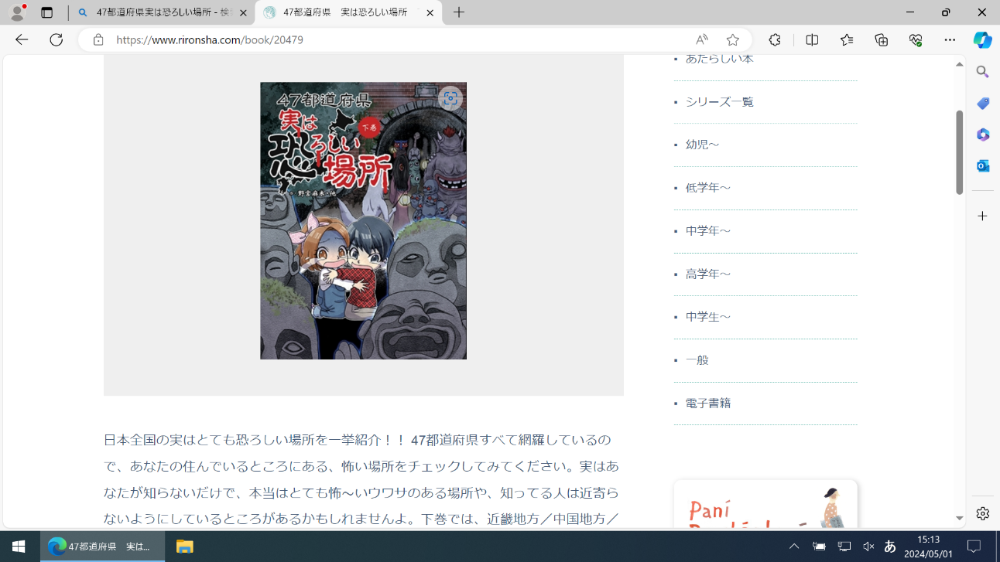 47都道府県実は恐ろしい場所 - 検
47都道府県　実は恐ろしい場所
https://www.rironsha.com/book/20479
47都道府県
実は
恐ろしい
場所
下巻
野宮麻未・他
日本全国の実はとても恐ろしい場所を一挙紹介！！ 47都道府県すべて網羅しているの
で、あなたの住んでいるところにある、怖い場所をチェックしてみてください。実はあ
なたが知らないだけで、本当はとても怖〜いウワサのある場所や、知ってる人は近寄ら
ないようにしているところがあるかもしれませんよ。下巻では、近畿地方／中国地方／
あたらしい本
シリーズ一覧
幼児〜
低学年〜
中学年〜
高学年〜
中学生〜
一般
電子書籍
Paní
47都道府県　実は...
あ
15:13
2024/05/01